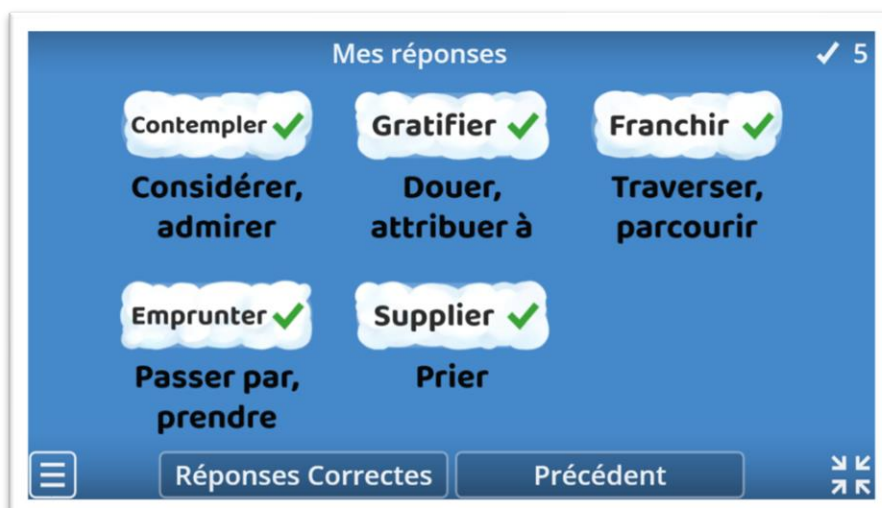 Mes réponses
5
Contempler
Gratifier
Franchir
Considérer,
admirer
Douer,
attribuer à
Traverser,
parcourir
Emprunter
Supplier
Passer par,
prendre
Prier
Réponses Correctes
Précédent